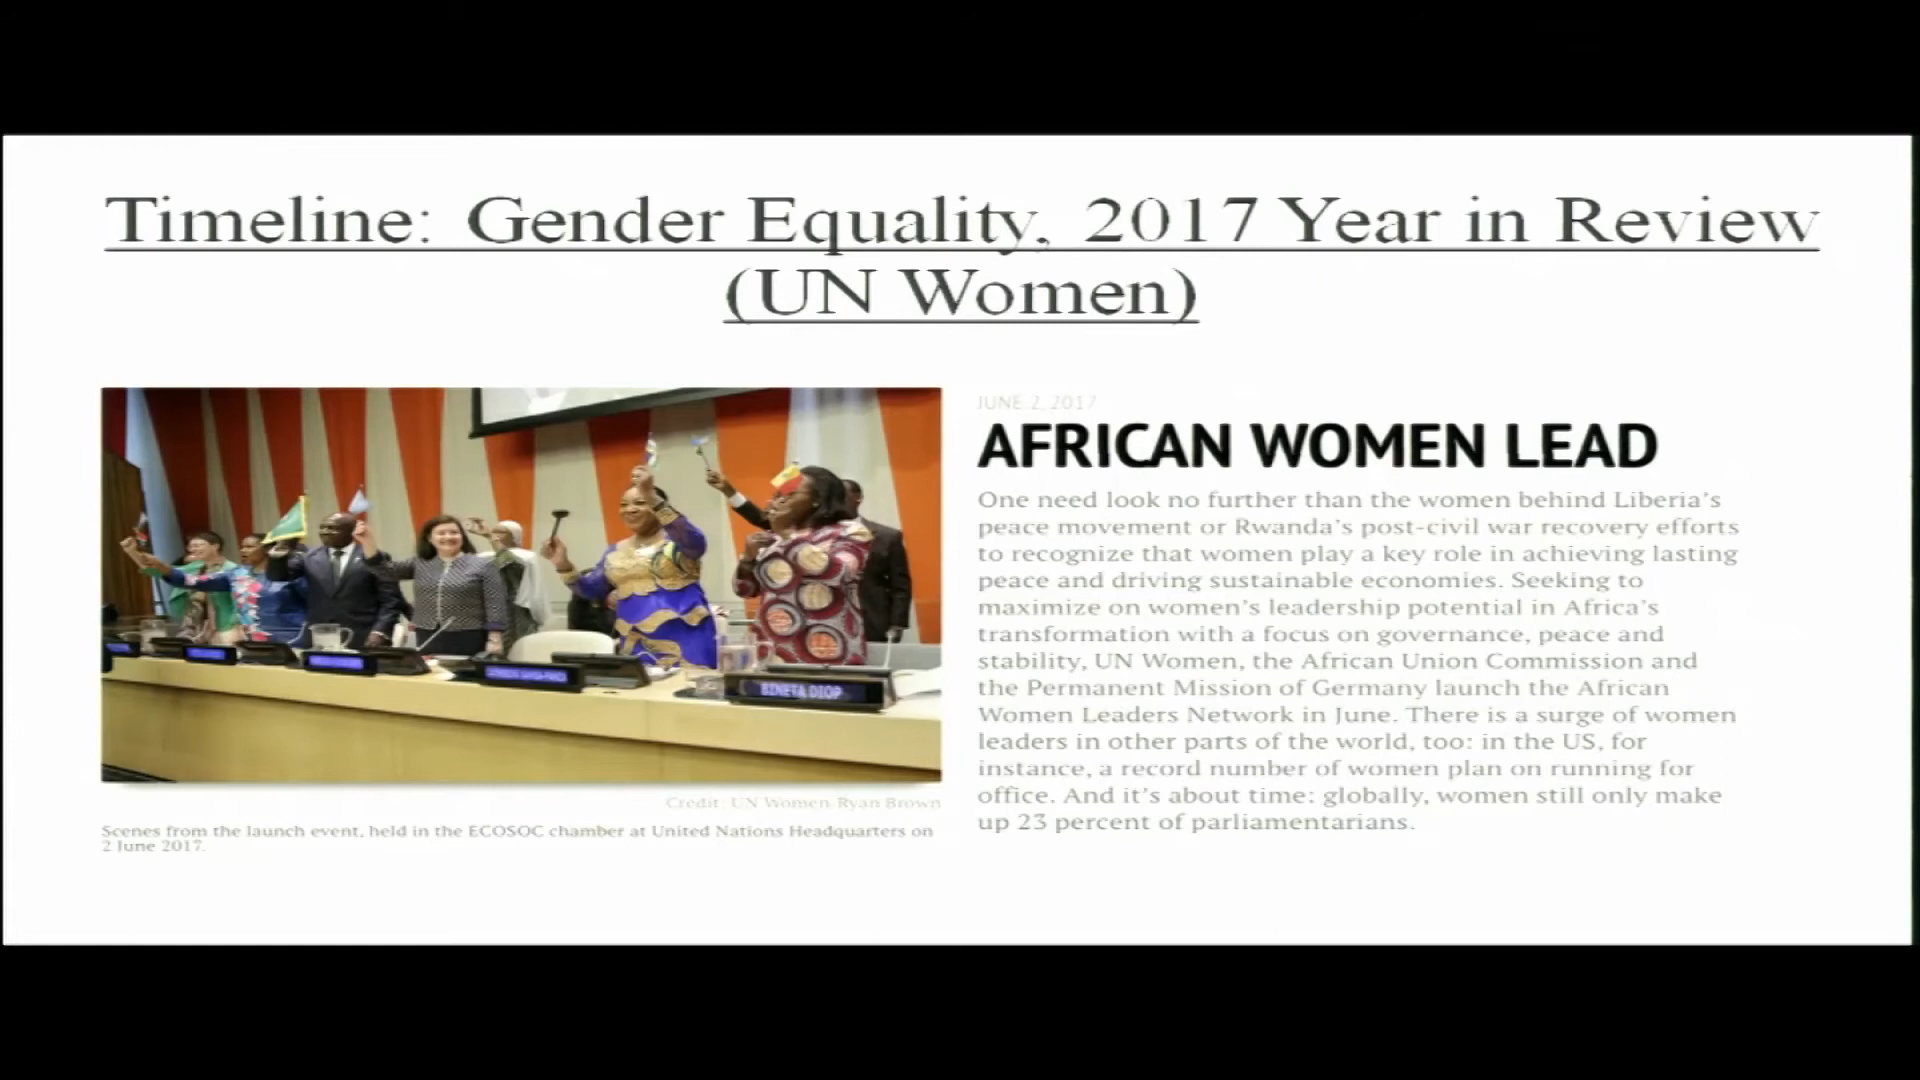 Timeline: Gender Equality, 2017 Year in Review
(UN Women)
JUNE 2, 2017
AFRICAN WOMEN LEAD
One need look no further than the women behind Liberia's
peace movement or Rwanda's post-civil war recovery efforts
to recognize that women play a key role in achieving lasting
peace and driving sustainable economies. Seeking to
maximize on women's leadership potential in Africa's
transformation with a focus on governance, peace and
stability, UN Women, the African Union Commission and
the Permanent Mission of Germany launch the African
Women Leaders Network in June. There is a surge of women
leaders in other parts of the world, too: in the US, for
instance, a record number of women plan on running for
office. And it's about time: globally, women still only make
up 23 percent of parliamentarians.
BINETA DIOP
Credit: UN Women/Ryan Brown
Scenes from the launch event, held in the ECOSOC chamber at United Nations Headquarters on
2 June 2017.